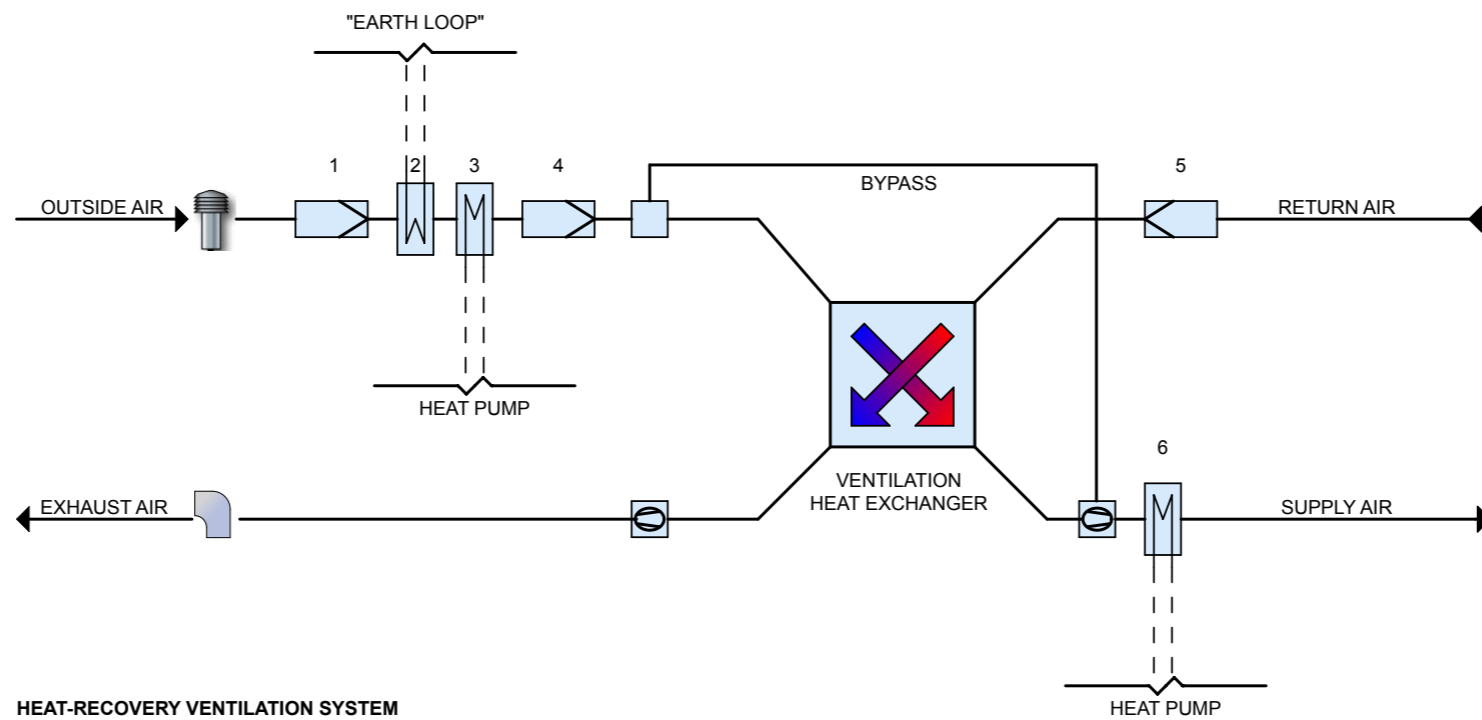 "EARTH LOOP"
1
2
3
4
5
BYPASS
OUTSIDE AIR
RETURN AIR
HEAT PUMP
6
VENTILATION
HEAT EXCHANGER
EXHAUST AIR
SUPPLY AIR
HEAT-RECOVERY VENTILATION SYSTEM
HEAT PUMP